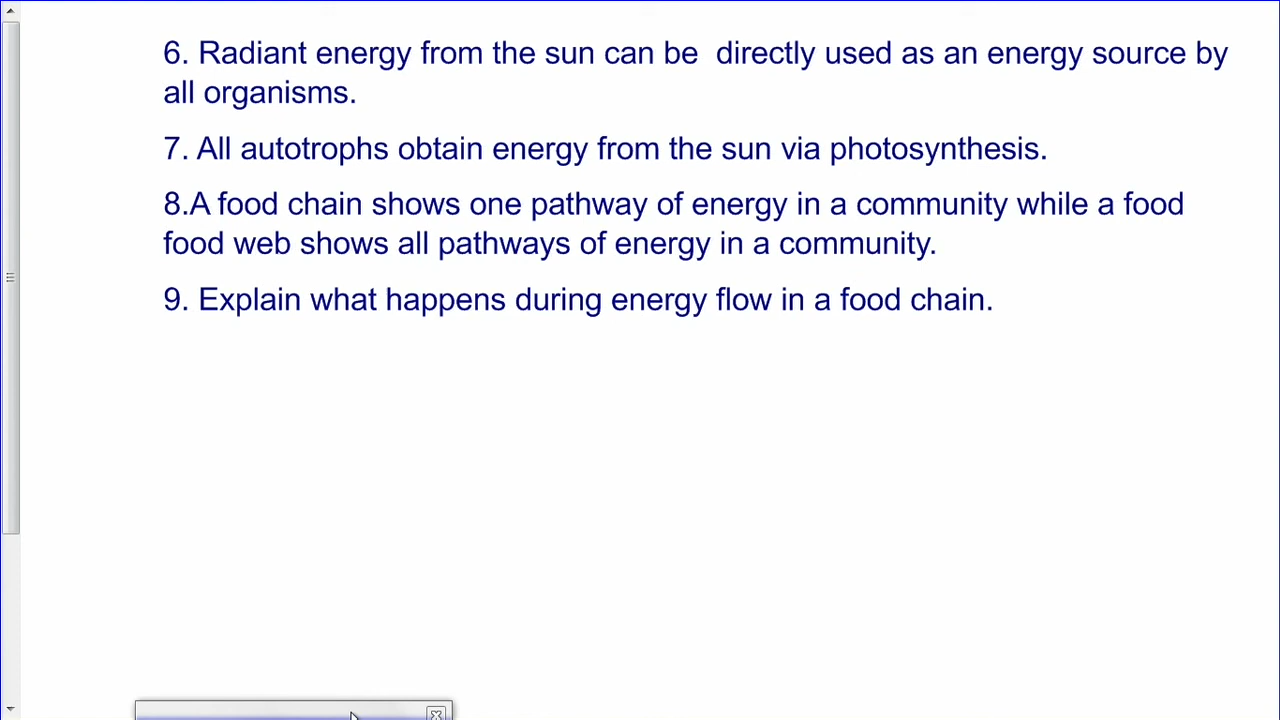 6. Radiant energy from the sun can be  directly used as an energy source by
all organisms.
7. All autotrophs obtain energy from the sun via photosynthesis.
8.A food chain shows one pathway of energy in a community while a food
food web shows all pathways of energy in a community.
9. Explain what happens during energy flow in a food chain.